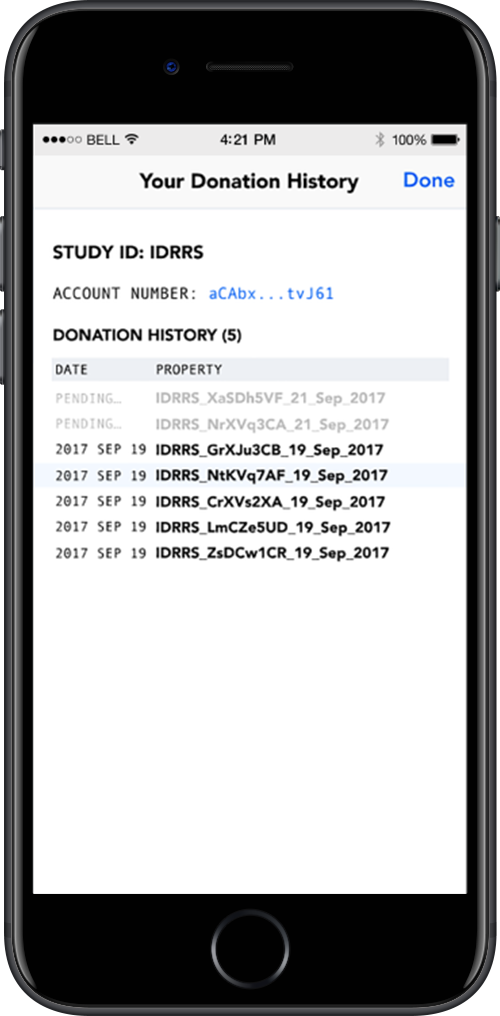 BELL 4:21 PM 100%
Your Donation History Done
STUDY ID: IDRRS
ACCOUNT NUMBER: aCAbx...tvJ61
DONATION HISTORY (5)
DATE PROPERTY
PENDING… IDRRS_XaSDh5VF_21_Sep_2017
PENDING… IDRRS_NrXVq3CA_21_Sep_2017
2017 SEP 19 IDRRS_GrXJu3CB_19_Sep_2017
2017 SEP 19 IDRRS_NtKVq7AF_19_Sep_2017
2017 SEP 19 IDRRS_CrXVs2XA_19_Sep_2017
2017 SEP 19 IDRRS_LmCZe5UD_19_Sep_2017
2017 SEP 19 IDRRS_ZsDCw1CR_19_Sep_2017